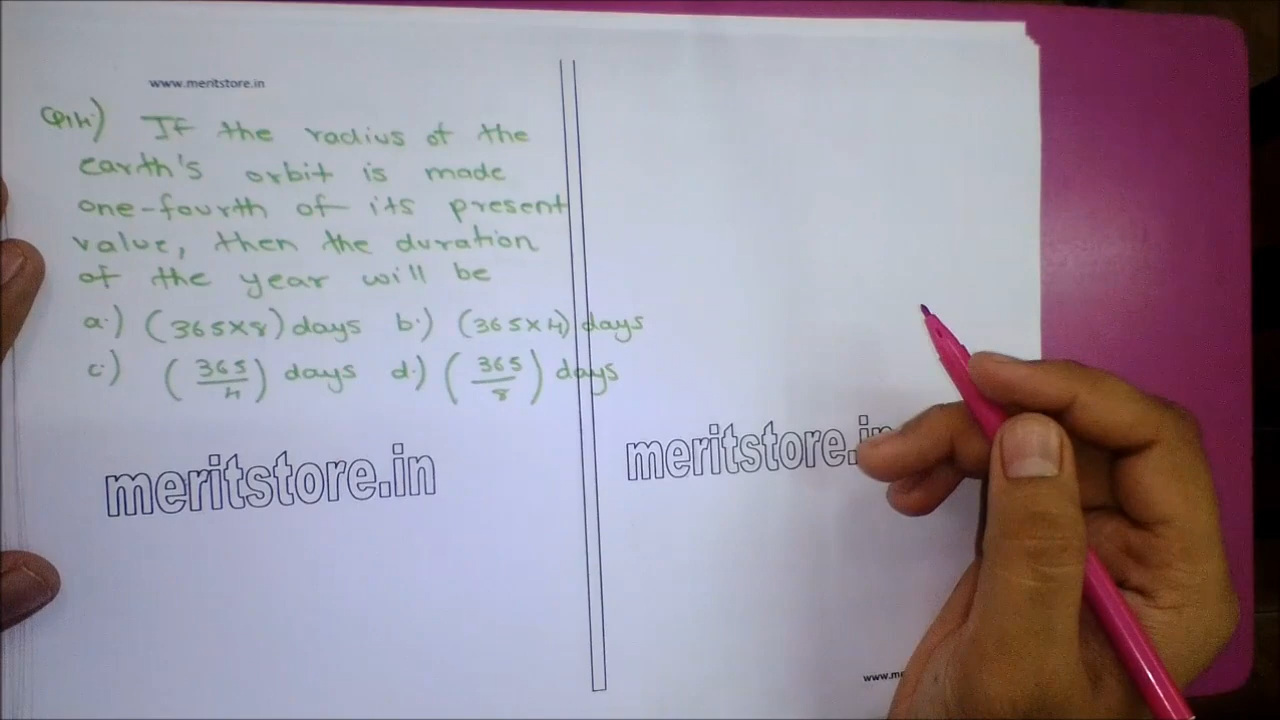 www.meritstore.in
Q14.) If the radius of the
earth's orbit is made
one-fourth of its present
value, then the duration
of the year will be
a.) (365×8) days b.) (365×4) days
c.) (365/4) days d.) (365/8) days
meritstore.in
meritstore.in
www.me